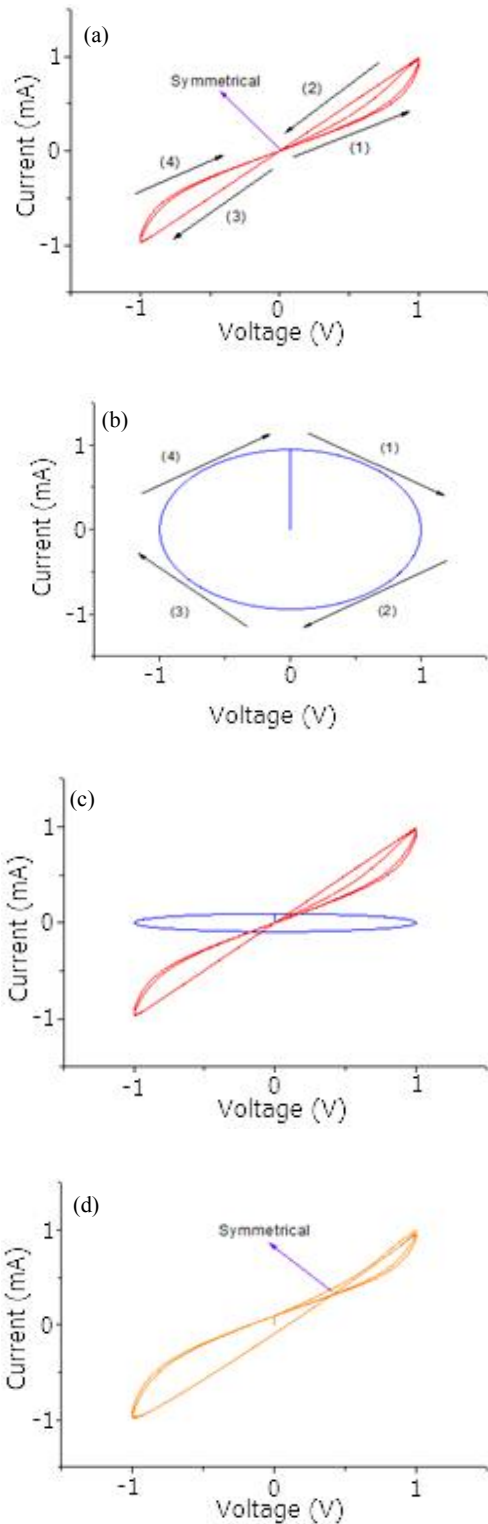 (a)
Symmetrical
(2)
(1)
(4)
(3)
Current (mA)
1
0
-1
-1
0
1
Voltage (V)
(b)
(4)
(1)
(3)
(2)
Current (mA)
1
0
-1
-1
0
1
Voltage (V)
(c)
Current (mA)
1
0
-1
-1
0
1
Voltage (V)
(d)
Symmetrical
Current (mA)
1
0
-1
-1
0
1
Voltage (V)